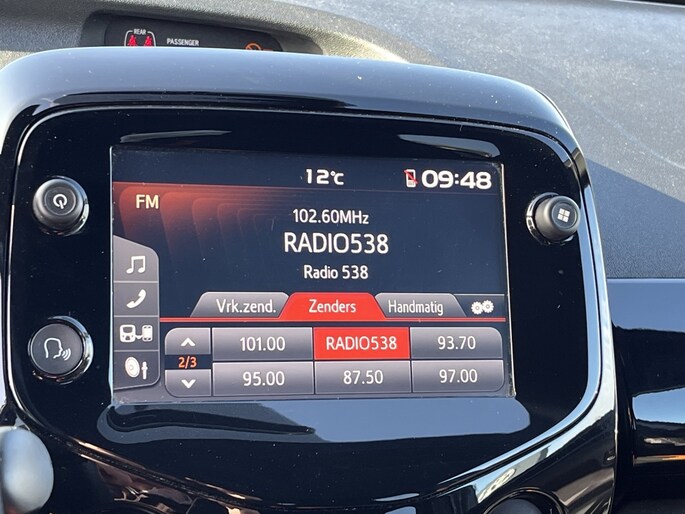 REAR
PASSENGER
12°C
09:48
FM
102.60MHz
RADIO538
Radio 538
Vrk.zend. Zenders Handmatig
101.00 RADIO538 93.70
2/3
95.00 87.50 97.00